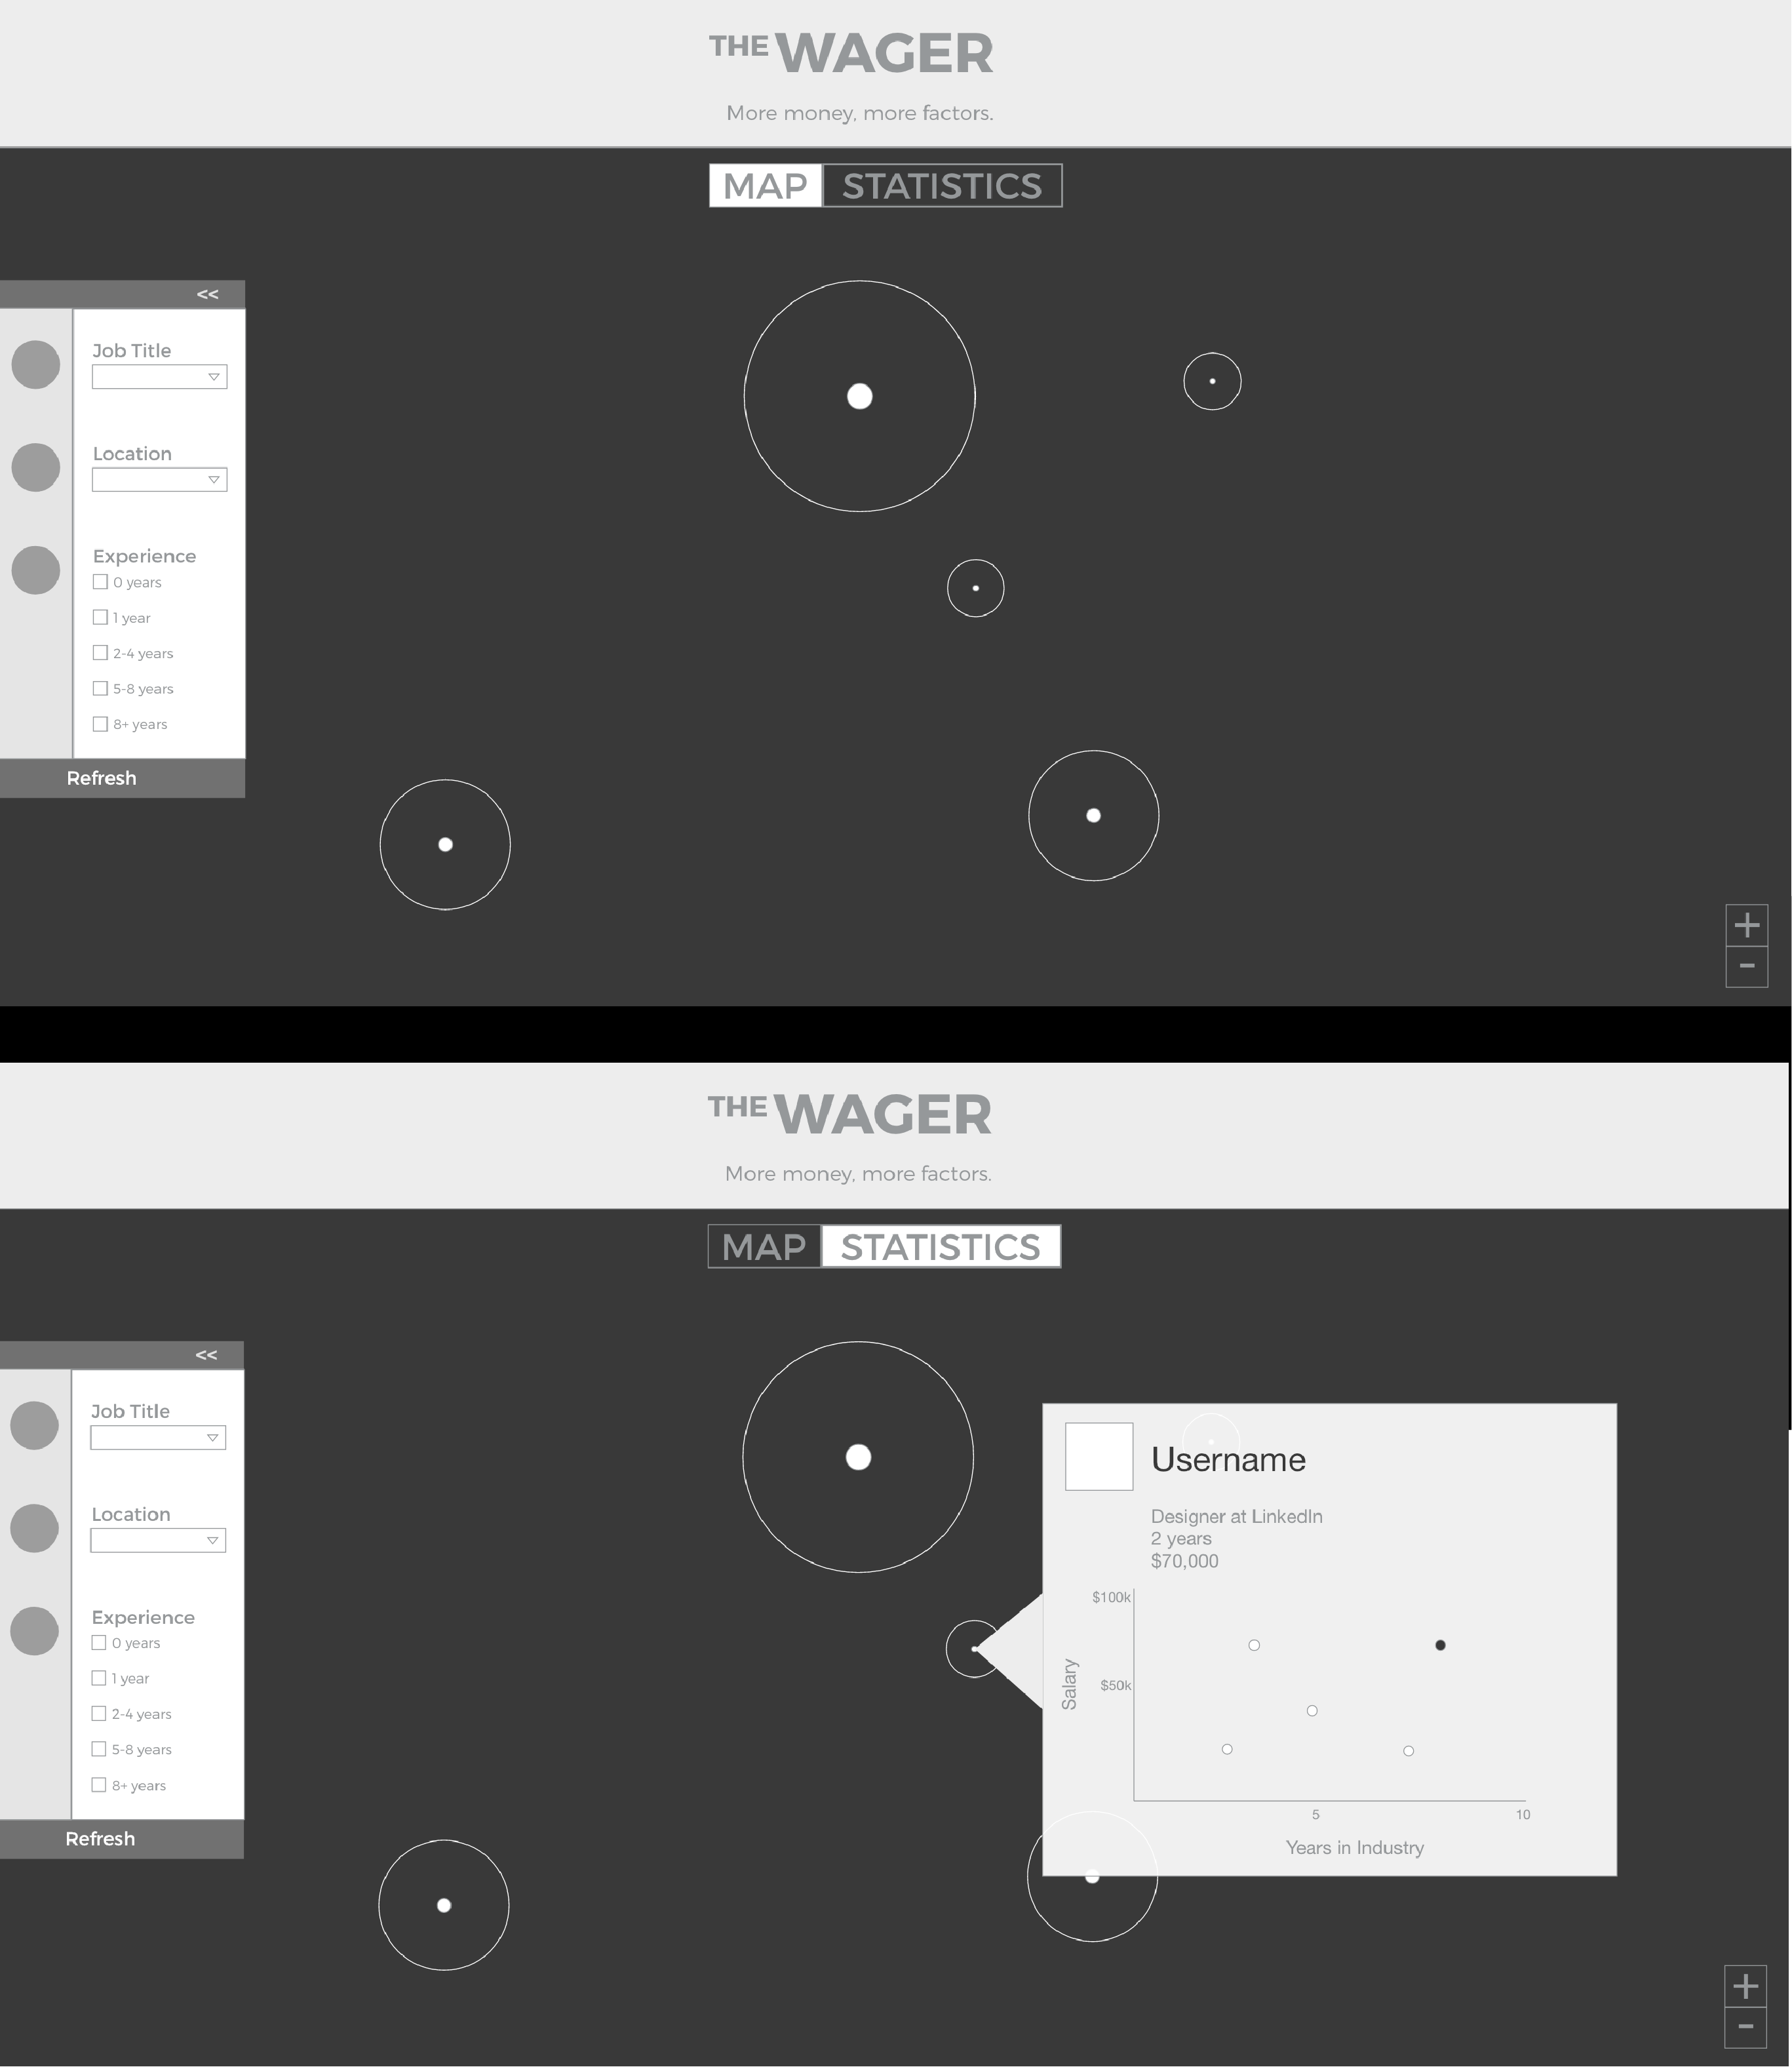 THE WAGER
More money, more factors.
MAP STATISTICS
<<
Job Title
Location
Experience
0 years
1 year
2-4 years
5-8 years
8+ years
Refresh
+
-
THE WAGER
More money, more factors.
MAP STATISTICS
<<
Job Title
Location
Experience
0 years
1 year
2-4 years
5-8 years
8+ years
Refresh
Username
Designer at LinkedIn
2 years
$70,000
$100k
$50k
Salary
5 10
Years in Industry
+
-